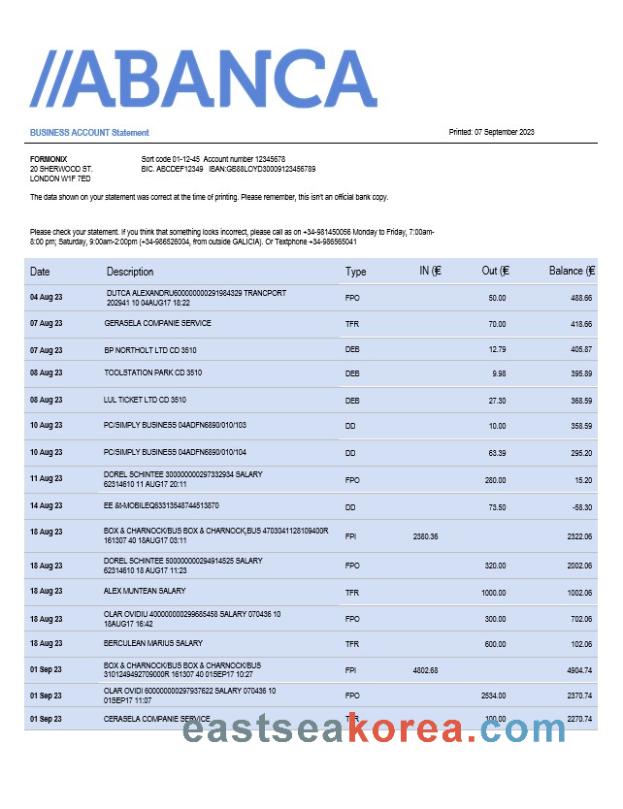 //ABANCA
BUSINESS ACCOUNT Statement Printed: 07 September 2023
FORMONIX Sort code 01-12-45 Account number 12345678
20 SHERWOOD ST. BIC. ABCDEF12349 IBAN:GB88LOYD30009123456789
LONDON W1F 7ED
The data shown on your statement was correct at the time of printing. Please remember, this isn't an official bank copy.
Please check your statement. If you think that something looks incorrect, please call as on +34-981450056 Monday to Friday, 7:00am-
8:00 pm; Saturday, 9:00am-2:00pm (+34-986526004, from outside GALICIA). Or Textphone +34-986565041
Date Description Type IN (€ Out (€ Balance (€
04 Aug 23 DUTCA ALEXANDRU600000000291984329 TRANCPORT
202941 10 04AUG17 18:22 FPO 50.00 488.66
07 Aug 23 GERASELA COMPANIE SERVICE TFR 70.00 418.66
07 Aug 23 BP NORTHOLT LTD CD 3510 DEB 12.79 405.87
08 Aug 23 TOOLSTATION PARK CD 3510 DEB 9.98 395.89
08 Aug 23 LUL TICKET LTD CD 3510 DEB 27.30 368.59
10 Aug 23 PC/SIMPLY BUSINESS 04ADFN6890/010/103 DD 10.00 358.59
10 Aug 23 PC/SIMPLY BUSINESS 04ADFN6890/010/104 DD 63.39 295.20
11 Aug 23 DOREL SCHINTEE 300000000297332934 SALARY
62314610 11 AUG17 20:11 FPO 280.00 15.20
14 Aug 23 EE &t-MOBILEQ63313548744513870 DD 73.50 -58.30
18 Aug 23 BOX & CHARNOCK/BUS BOX & CHARNOCK,BUS 4703041128109400R
161307 40 18AUG17 03:11 FPI 2380.36 2322.06
18 Aug 23 DOREL SCHINTEE 500000000294914525 SALARY
62314610 18 AUG17 11:23 FPO 320.00 2002.06
18 Aug 23 ALEX MUNTEAN SALARY TFR 1000.00 1002.06
18 Aug 23 OLAR OVIDIU 400000000299685458 SALARY 070436 10
18AUG17 16:42 FPO 300.00 702.06
18 Aug 23 BERCULEAN MARIUS SALARY TFR 600.00 102.06
01 Sep 23 BOX & CHARNOCK/BUS BOX & CHARNOCK/BUS
3101249492709000R 161307 40 01SEP17 10:27 FPI 4802.68 4904.74
01 Sep 23 OLAR OVIDI 600000000297937622 SALARY 070436 10
01SEP17 11:07 FPO 2534.00 2370.74
01 Sep 23 CERASELA COMPANIE SERVICE TFR 100.00 2270.74
eastseakorea.com